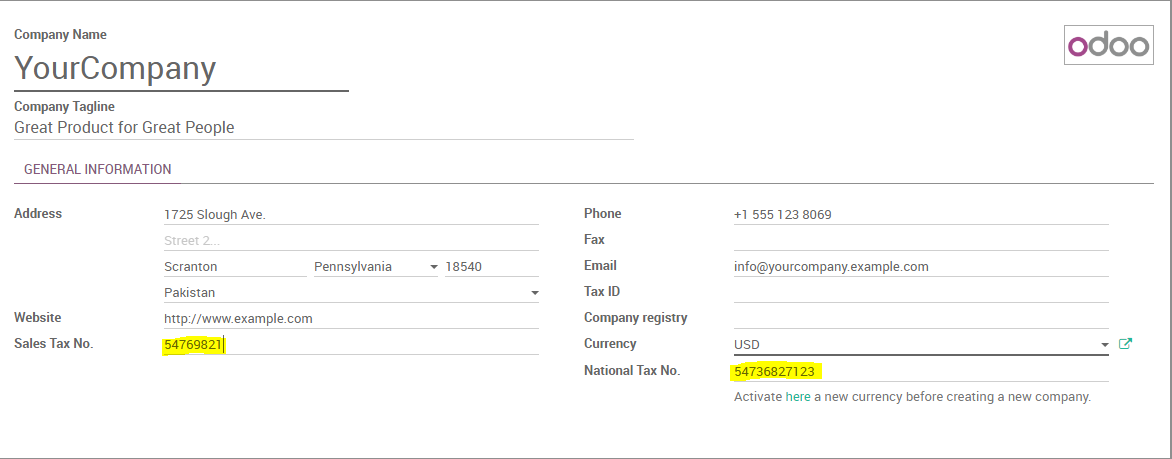 Company Name
odoo
YourCompany
Company Tagline
Great Product for Great People
GENERAL INFORMATION
Address
1725 Slough Ave.
Street 2...
Scranton Pennsylvania 18540
Pakistan
Website http://www.example.com
Sales Tax No. 54769821
Phone +1 555 123 8069
Fax
Email info@yourcompany.example.com
Tax ID
Company registry
Currency USD
National Tax No. 54736827123
Activate here a new currency before creating a new company.